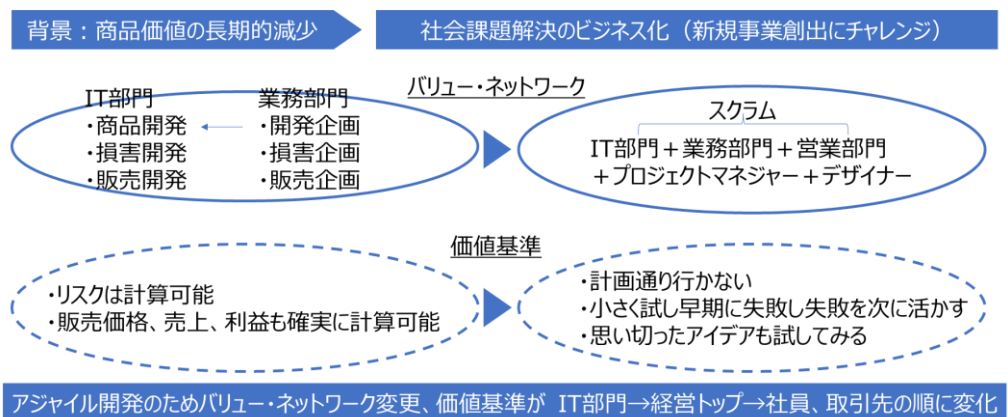 背景：商品価値の長期的減少
社会課題解決のビジネス化（新規事業創出にチャレンジ）
バリュー・ネットワーク
IT部門
・商品開発
・損害開発
・販売開発
業務部門
・開発企画
・損害企画
・販売企画
スクラム
IT部門＋業務部門＋営業部門
＋プロジェクトマネジャー＋デザイナー
価値基準
・リスクは計算可能
・販売価格、売上、利益も確実に計算可能
・計画通り行かない
・小さく試し早期に失敗し失敗を次に活かす
・思い切ったアイデアも試してみる
アジャイル開発のためバリュー・ネットワーク変更、価値基準が IT部門→経営トップ→社員、取引先の順に変化